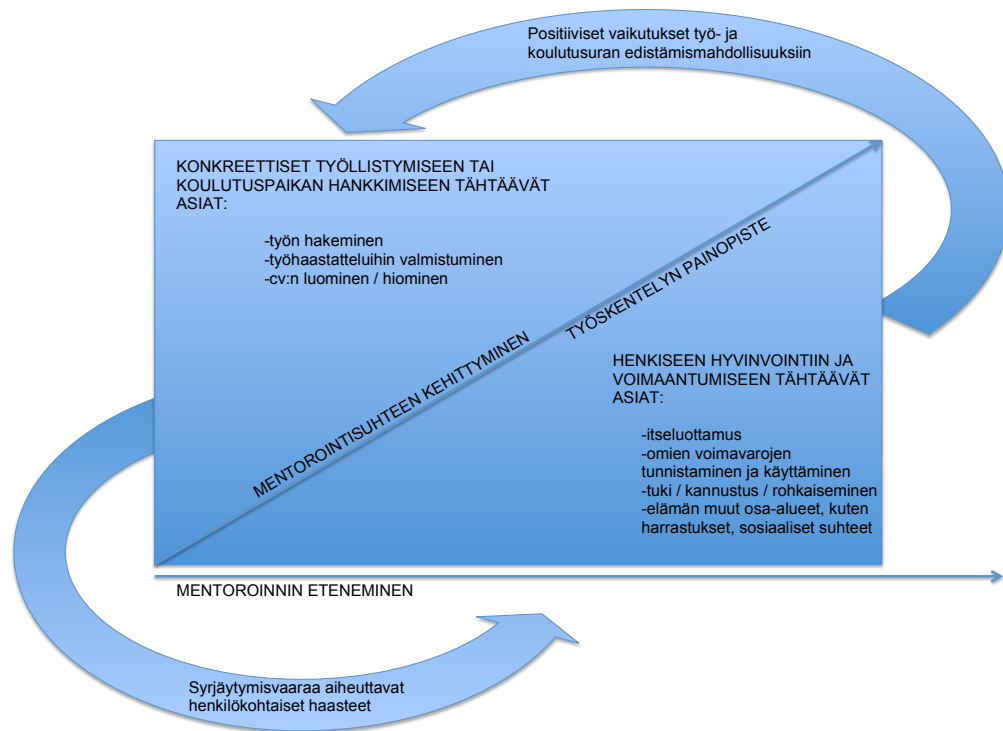 Positiiviset vaikutukset työ- ja
koulutusuran edistämismahdollisuuksiin
KONKREETTISET TYÖLLISTYMISEEN TAI
KOULUTUSPAIKAN HANKKIMISEEN TÄHTÄÄVÄT
ASIAT:
-työn hakeminen
-työhaastatteluihin valmistuminen
-cv:n luominen / hiominen
MENTOROINTISUHTEEN KEHITTYMINEN
TYÖSKENTELYN PAINOPISTE
HENKISEEN HYVINVOINTIIN JA
VOIMAANTUMISEEN TÄHTÄÄVÄT
ASIAT:
-itseluottamus
-omien voimavarojen
tunnistaminen ja käyttäminen
-tuki / kannustus / rohkaiseminen
-elämän muut osa-alueet, kuten
harrastukset, sosiaaliset suhteet
MENTOROINNIN ETENEMINEN
Syrjäytymisvaaraa aiheuttavat
henkilökohtaiset haasteet